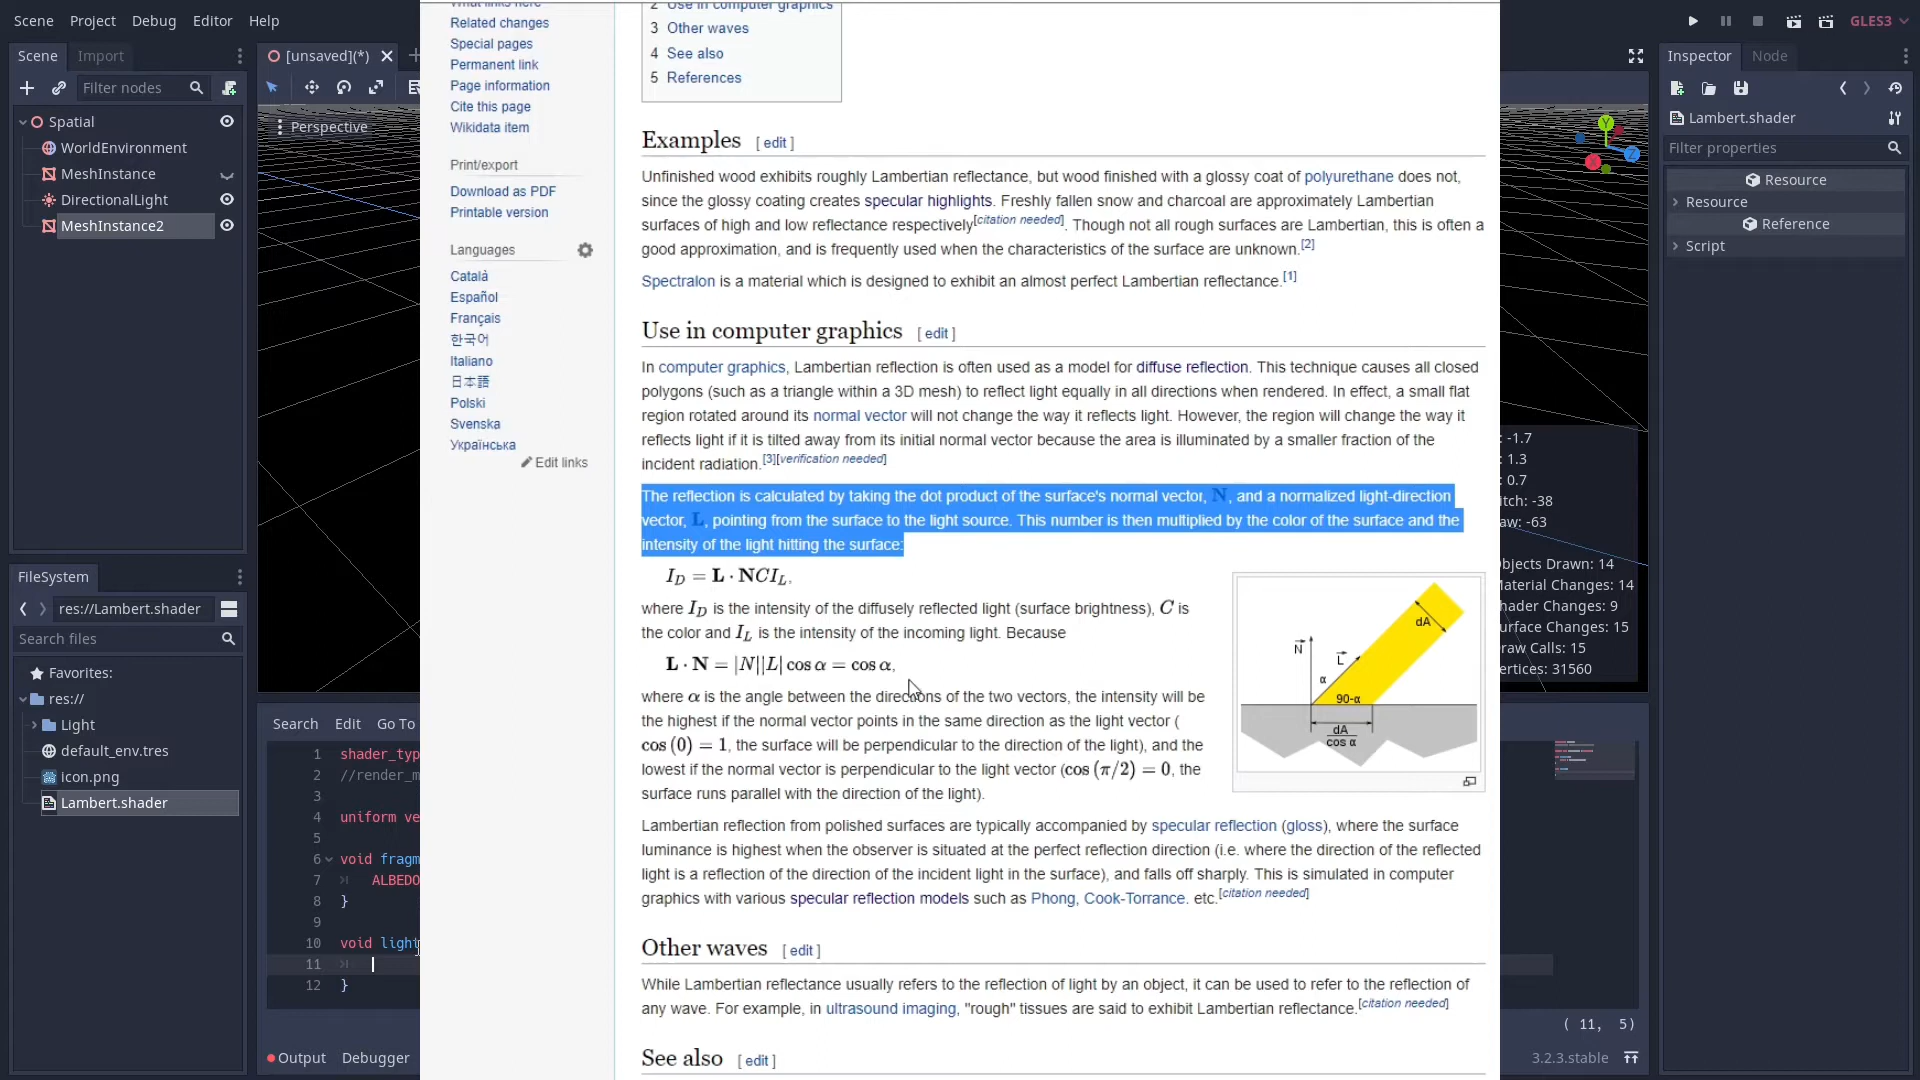 Scene Project Debug Editor Help
GLES3
Scene Import
Filter nodes
Spatial
WorldEnvironment
MeshInstance
DirectionalLight
MeshInstance2
FileSystem
res://Lambert.shader
Search files
Favorites:
res://
Light
default_env.tres
icon.png
Lambert.shader
[unsaved](*)
Perspective
Search Edit Go To
1 shader_typ
2 //render_m
3
4 uniform ve
5
6 void fragm
7 ALBEDO
8 }
9
10 void light
11
12 }
Output Debugger
Related changes
Special pages
Permanent link
Page information
Cite this page
Wikidata item
Print/export
Download as PDF
Printable version
Languages
Català
Español
Français
한국어
Italiano
日本語
Polski
Svenska
Українська
Edit links
2 Use in computer graphics
3 Other waves
4 See also
5 References
Examples [ edit ]
Unfinished wood exhibits roughly Lambertian reflectance, but wood finished with a glossy coat of polyurethane does not,
since the glossy coating creates specular highlights. Freshly fallen snow and charcoal are approximately Lambertian
surfaces of high and low reflectance respectively[citation needed]. Though not all rough surfaces are Lambertian, this is often a
good approximation, and is frequently used when the characteristics of the surface are unknown.[2]
Spectralon is a material which is designed to exhibit an almost perfect Lambertian reflectance.[1]
Use in computer graphics [ edit ]
In computer graphics, Lambertian reflection is often used as a model for diffuse reflection. This technique causes all closed
polygons (such as a triangle within a 3D mesh) to reflect light equally in all directions when rendered. In effect, a small flat
region rotated around its normal vector will not change the way it reflects light. However, the region will change the way it
reflects light if it is tilted away from its initial normal vector because the area is illuminated by a smaller fraction of the
incident radiation.[3][verification needed]
The reflection is calculated by taking the dot product of the surface's normal vector, N, and a normalized light-direction
vector, L, pointing from the surface to the light source. This number is then multiplied by the color of the surface and the
intensity of the light hitting the surface:
I_D = L · NCI_L,
where I_D is the intensity of the diffusely reflected light (surface brightness), C is
the color and I_L is the intensity of the incoming light. Because
L · N = |N||L| cos α = cos α,
where α is the angle between the directions of the two vectors, the intensity will be
the highest if the normal vector points in the same direction as the light vector (
cos (0) = 1, the surface will be perpendicular to the direction of the light), and the
lowest if the normal vector is perpendicular to the light vector (cos (π/2) = 0, the
surface runs parallel with the direction of the light).
N
L
α
90-α
dA
dA
cos α
Lambertian reflection from polished surfaces are typically accompanied by specular reflection (gloss), where the surface
luminance is highest when the observer is situated at the perfect reflection direction (i.e. where the direction of the reflected
light is a reflection of the direction of the incident light in the surface), and falls off sharply. This is simulated in computer
graphics with various specular reflection models such as Phong, Cook-Torrance. etc.[citation needed]
Other waves [ edit ]
While Lambertian reflectance usually refers to the reflection of light by an object, it can be used to refer to the reflection of
any wave. For example, in ultrasound imaging, "rough" tissues are said to exhibit Lambertian reflectance.[citation needed]
See also [ edit ]
Y
Z
X
: -1.7
: 1.3
: 0.7
itch: -38
aw: -63
bjects Drawn: 14
aterial Changes: 14
hader Changes: 9
urface Changes: 15
raw Calls: 15
ertices: 31560
( 11, 5)
3.2.3.stable
Inspector Node
Lambert.shader
Filter properties
Resource
Resource
Reference
Script